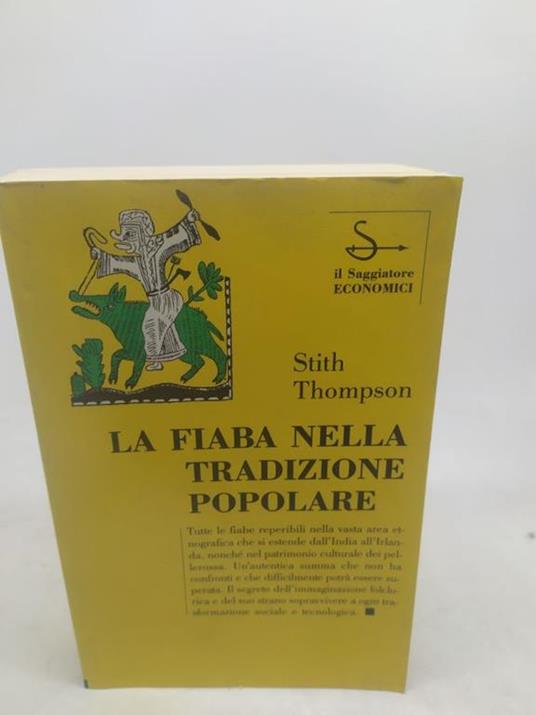 il Saggiatore
ECONOMICI
Stith
Thompson
LA FIABA NELLA
TRADIZIONE
POPOLARE
Tutte le fiabe reperibili nella vasta area et-
nografica che si estende dall'India all'Irlan-
da, nonché nel patrimonio culturale dei pel-
lerossa. Un'autentica summa che non ha
confronti e che difficilmente potrà essere su-
perata. Il segreto dell'immaginazione folclo-
rica e del suo strano sopravvivere a ogni tra-
sformazione sociale e tecnologica.